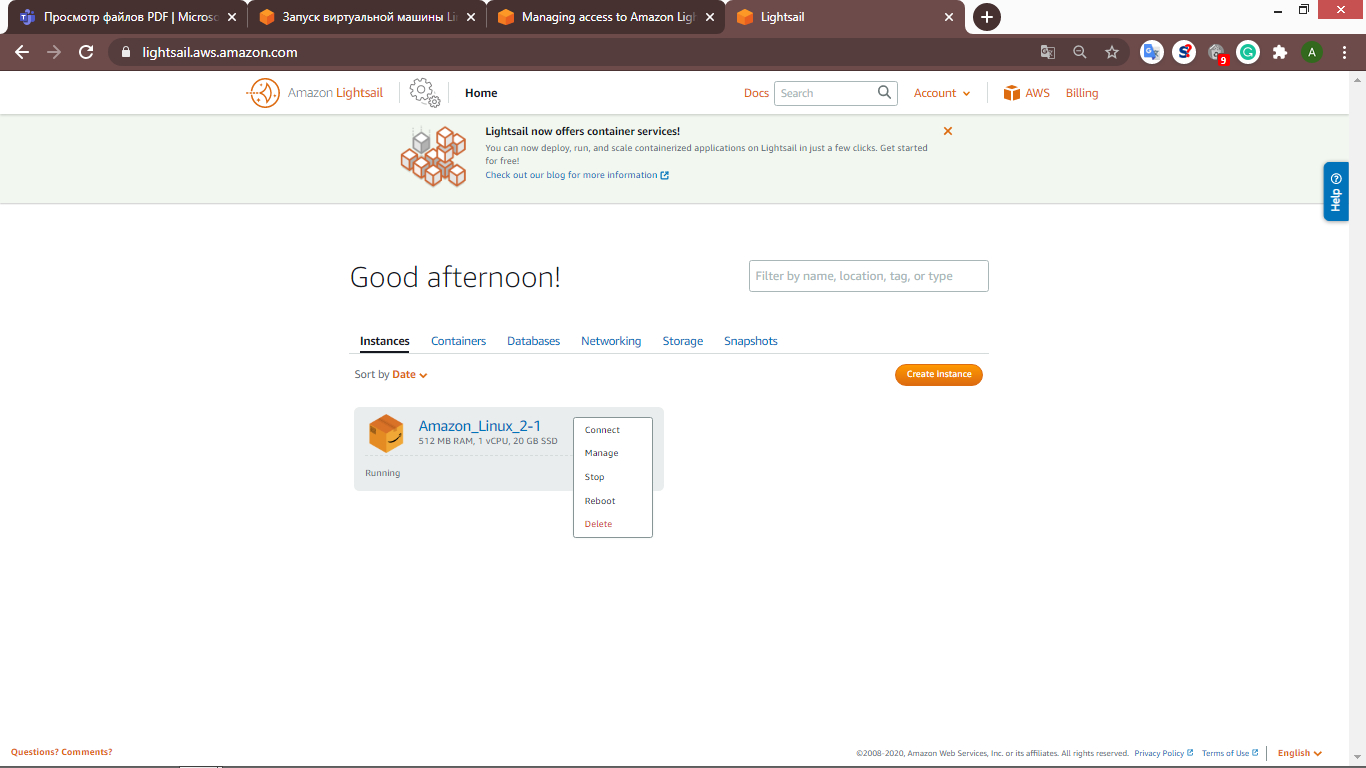 Просмотр файлов PDF | Microso
Запуск виртуальной машины Li
Managing access to Amazon Ligh
Lightsail
lightsail.aws.amazon.com
9
A
Amazon Lightsail
Home
Docs
Search
Account
AWS
Billing
Lightsail now offers container services!
You can now deploy, run, and scale containerized applications on Lightsail in just a few clicks. Get started
for free!
Check out our blog for more information
Help
Good afternoon!
Filter by name, location, tag, or type
Instances
Containers
Databases
Networking
Storage
Snapshots
Sort by Date
Create instance
Amazon_Linux_2-1
512 MB RAM, 1 vCPU, 20 GB SSD
Running
Connect
Manage
Stop
Reboot
Delete
Questions? Comments?
©2008-2020, Amazon Web Services, Inc. or its affiliates. All rights reserved.
Privacy Policy
Terms of Use
English